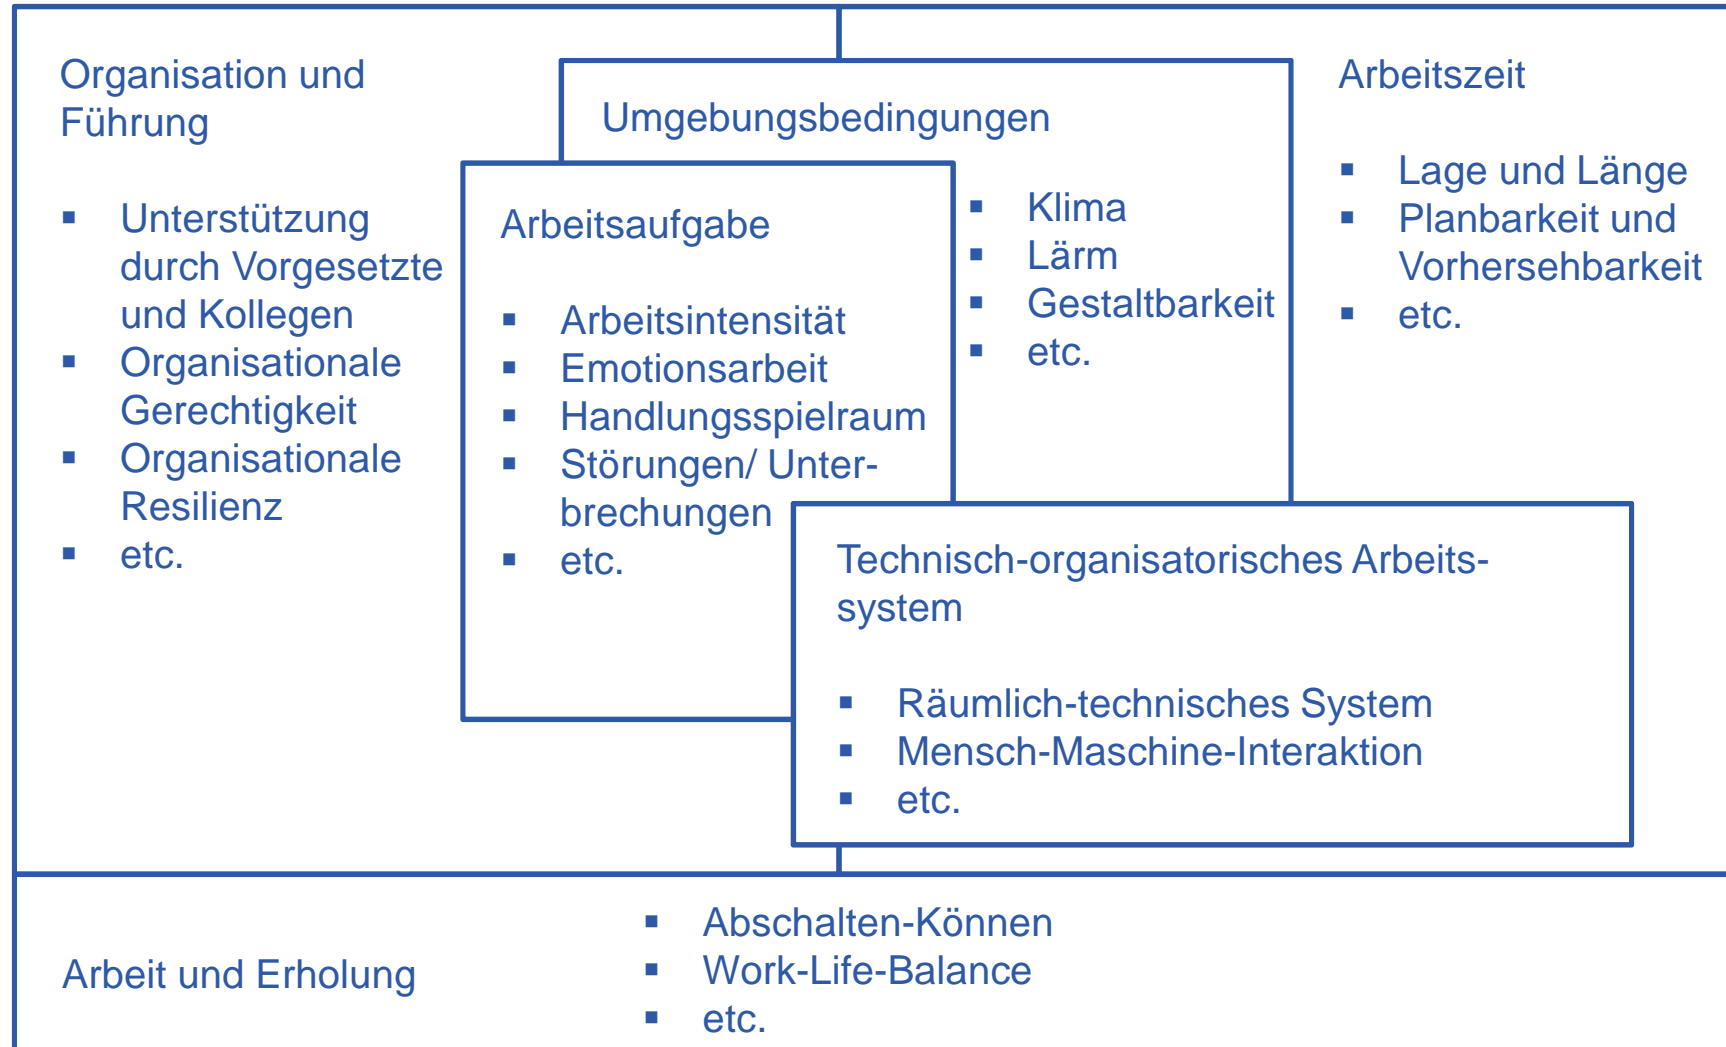 Organisation und
Führung
▪ Unterstützung
durch Vorgesetzte
und Kollegen
▪ Organisationale
Gerechtigkeit
▪ Organisationale
Resilienz
▪ etc.
Umgebungsbedingungen
▪ Klima
▪ Lärm
▪ Gestaltbarkeit
▪ etc.
Arbeitsaufgabe
▪ Arbeitsintensität
▪ Emotionsarbeit
▪ Handlungsspielraum
▪ Störungen/ Unter-
brechungen
▪ etc.
Arbeitszeit
▪ Lage und Länge
▪ Planbarkeit und
Vorhersehbarkeit
▪ etc.
Technisch-organisatorisches Arbeits-
system
▪ Räumlich-technisches System
▪ Mensch-Maschine-Interaktion
▪ etc.
Arbeit und Erholung
▪ Abschalten-Können
▪ Work-Life-Balance
▪ etc.